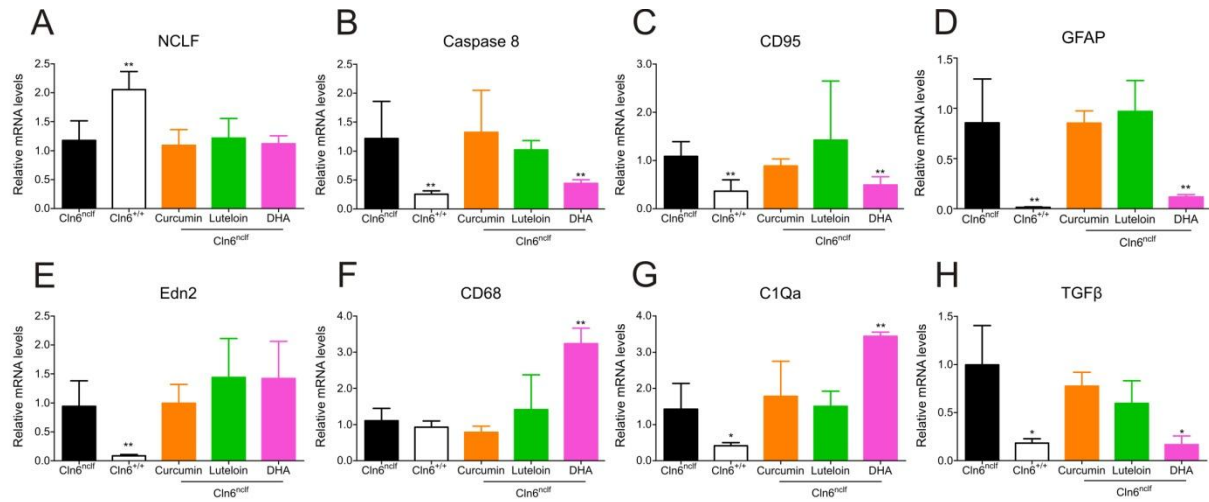 A
NCLF
Relative mRNA levels
2.5
2.0
1.5
1.0
0.5
0.0
**
Cln6ⁿᶜˡᶠ Cln6⁺/⁺ Curcumin Luteloin DHA
Cln6ⁿᶜˡᶠ
B
Caspase 8
Relative mRNA levels
2.5
2.0
1.5
1.0
0.5
0.0
** **
Cln6ⁿᶜˡᶠ Cln6⁺/⁺ Curcumin Luteloin DHA
Cln6ⁿᶜˡᶠ
C
CD95
Relative mRNA levels
3.0
2.0
1.0
0.0
** **
Cln6ⁿᶜˡᶠ Cln6⁺/⁺ Curcumin Luteloin DHA
Cln6ⁿᶜˡᶠ
D
GFAP
Relative mRNA levels
1.5
1.0
0.5
0.0
** **
Cln6ⁿᶜˡᶠ Cln6⁺/⁺ Curcumin Luteloin DHA
Cln6ⁿᶜˡᶠ
E
Edn2
Relative mRNA levels
2.5
2.0
1.5
1.0
0.5
0.0
**
Cln6ⁿᶜˡᶠ Cln6⁺/⁺ Curcumin Luteloin DHA
Cln6ⁿᶜˡᶠ
F
CD68
Relative mRNA levels
4.0
3.0
2.0
1.0
0.0
**
Cln6ⁿᶜˡᶠ Cln6⁺/⁺ Curcumin Luteloin DHA
Cln6ⁿᶜˡᶠ
G
C1Qa
Relative mRNA levels
4.0
3.0
2.0
1.0
0.0
* **
Cln6ⁿᶜˡᶠ Cln6⁺/⁺ Curcumin Luteloin DHA
Cln6ⁿᶜˡᶠ
H
TGFβ
Relative mRNA levels
1.5
1.0
0.5
0.0
* *
Cln6ⁿᶜˡᶠ Cln6⁺/⁺ Curcumin Luteloin DHA
Cln6ⁿᶜˡᶠ